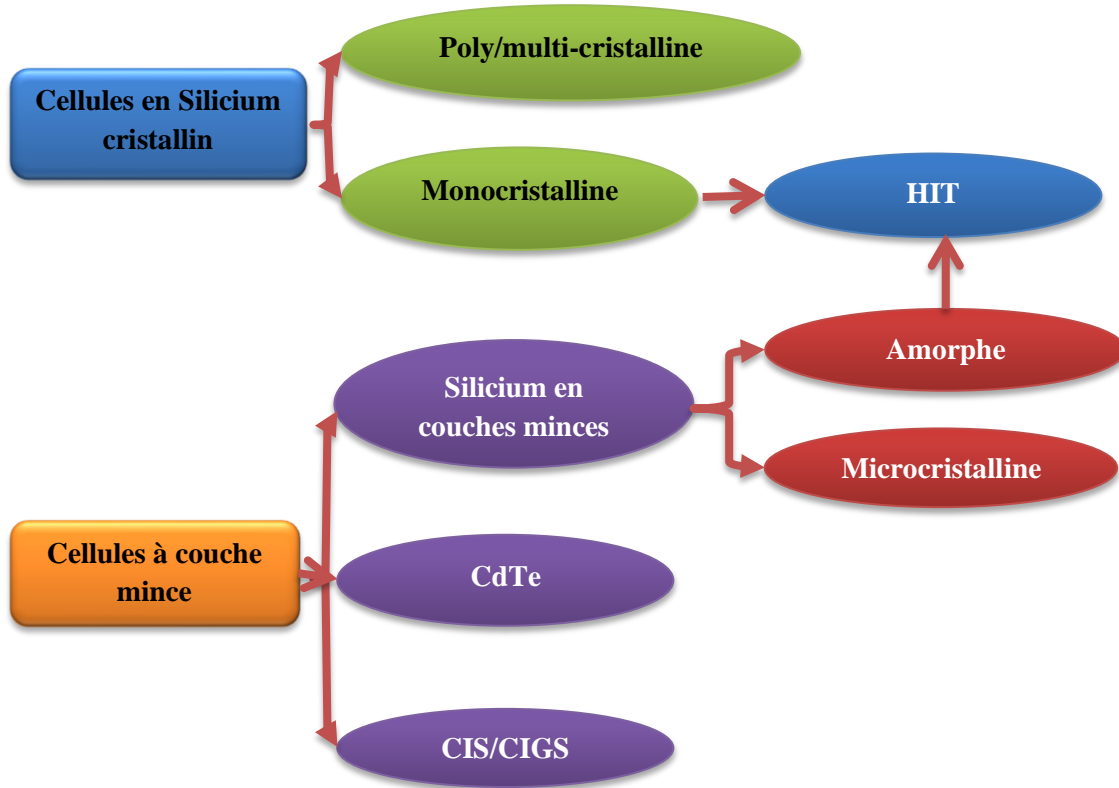 Poly/multi-cristalline
Cellules en Silicium
cristallin
Monocristalline
HIT
Amorphe
Silicium en
couches minces
Microcristalline
Cellules à couche
mince
CdTe
CIS/CIGS